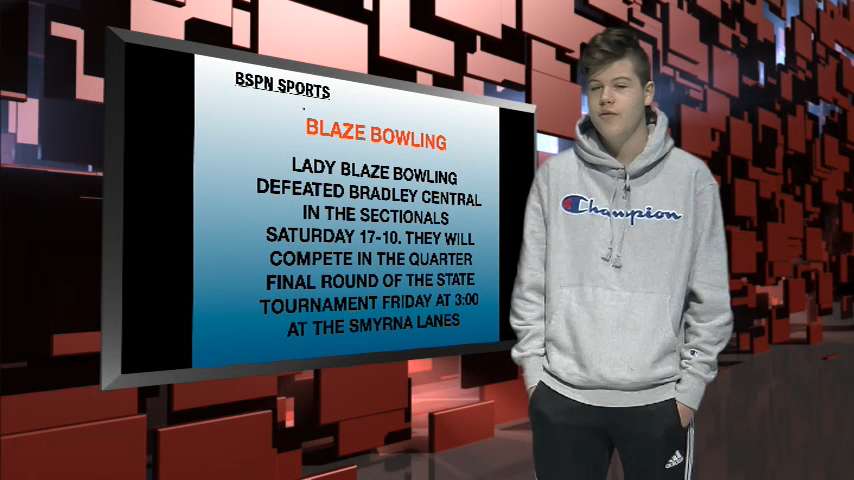 BSPN SPORTS
BLAZE BOWLING
LADY BLAZE BOWLING
DEFEATED BRADLEY CENTRAL
IN THE SECTIONALS
SATURDAY 17-10. THEY WILL
COMPETE IN THE QUARTER
FINAL ROUND OF THE STATE
TOURNAMENT FRIDAY AT 3:00
AT THE SMYRNA LANES
Champion
adidas